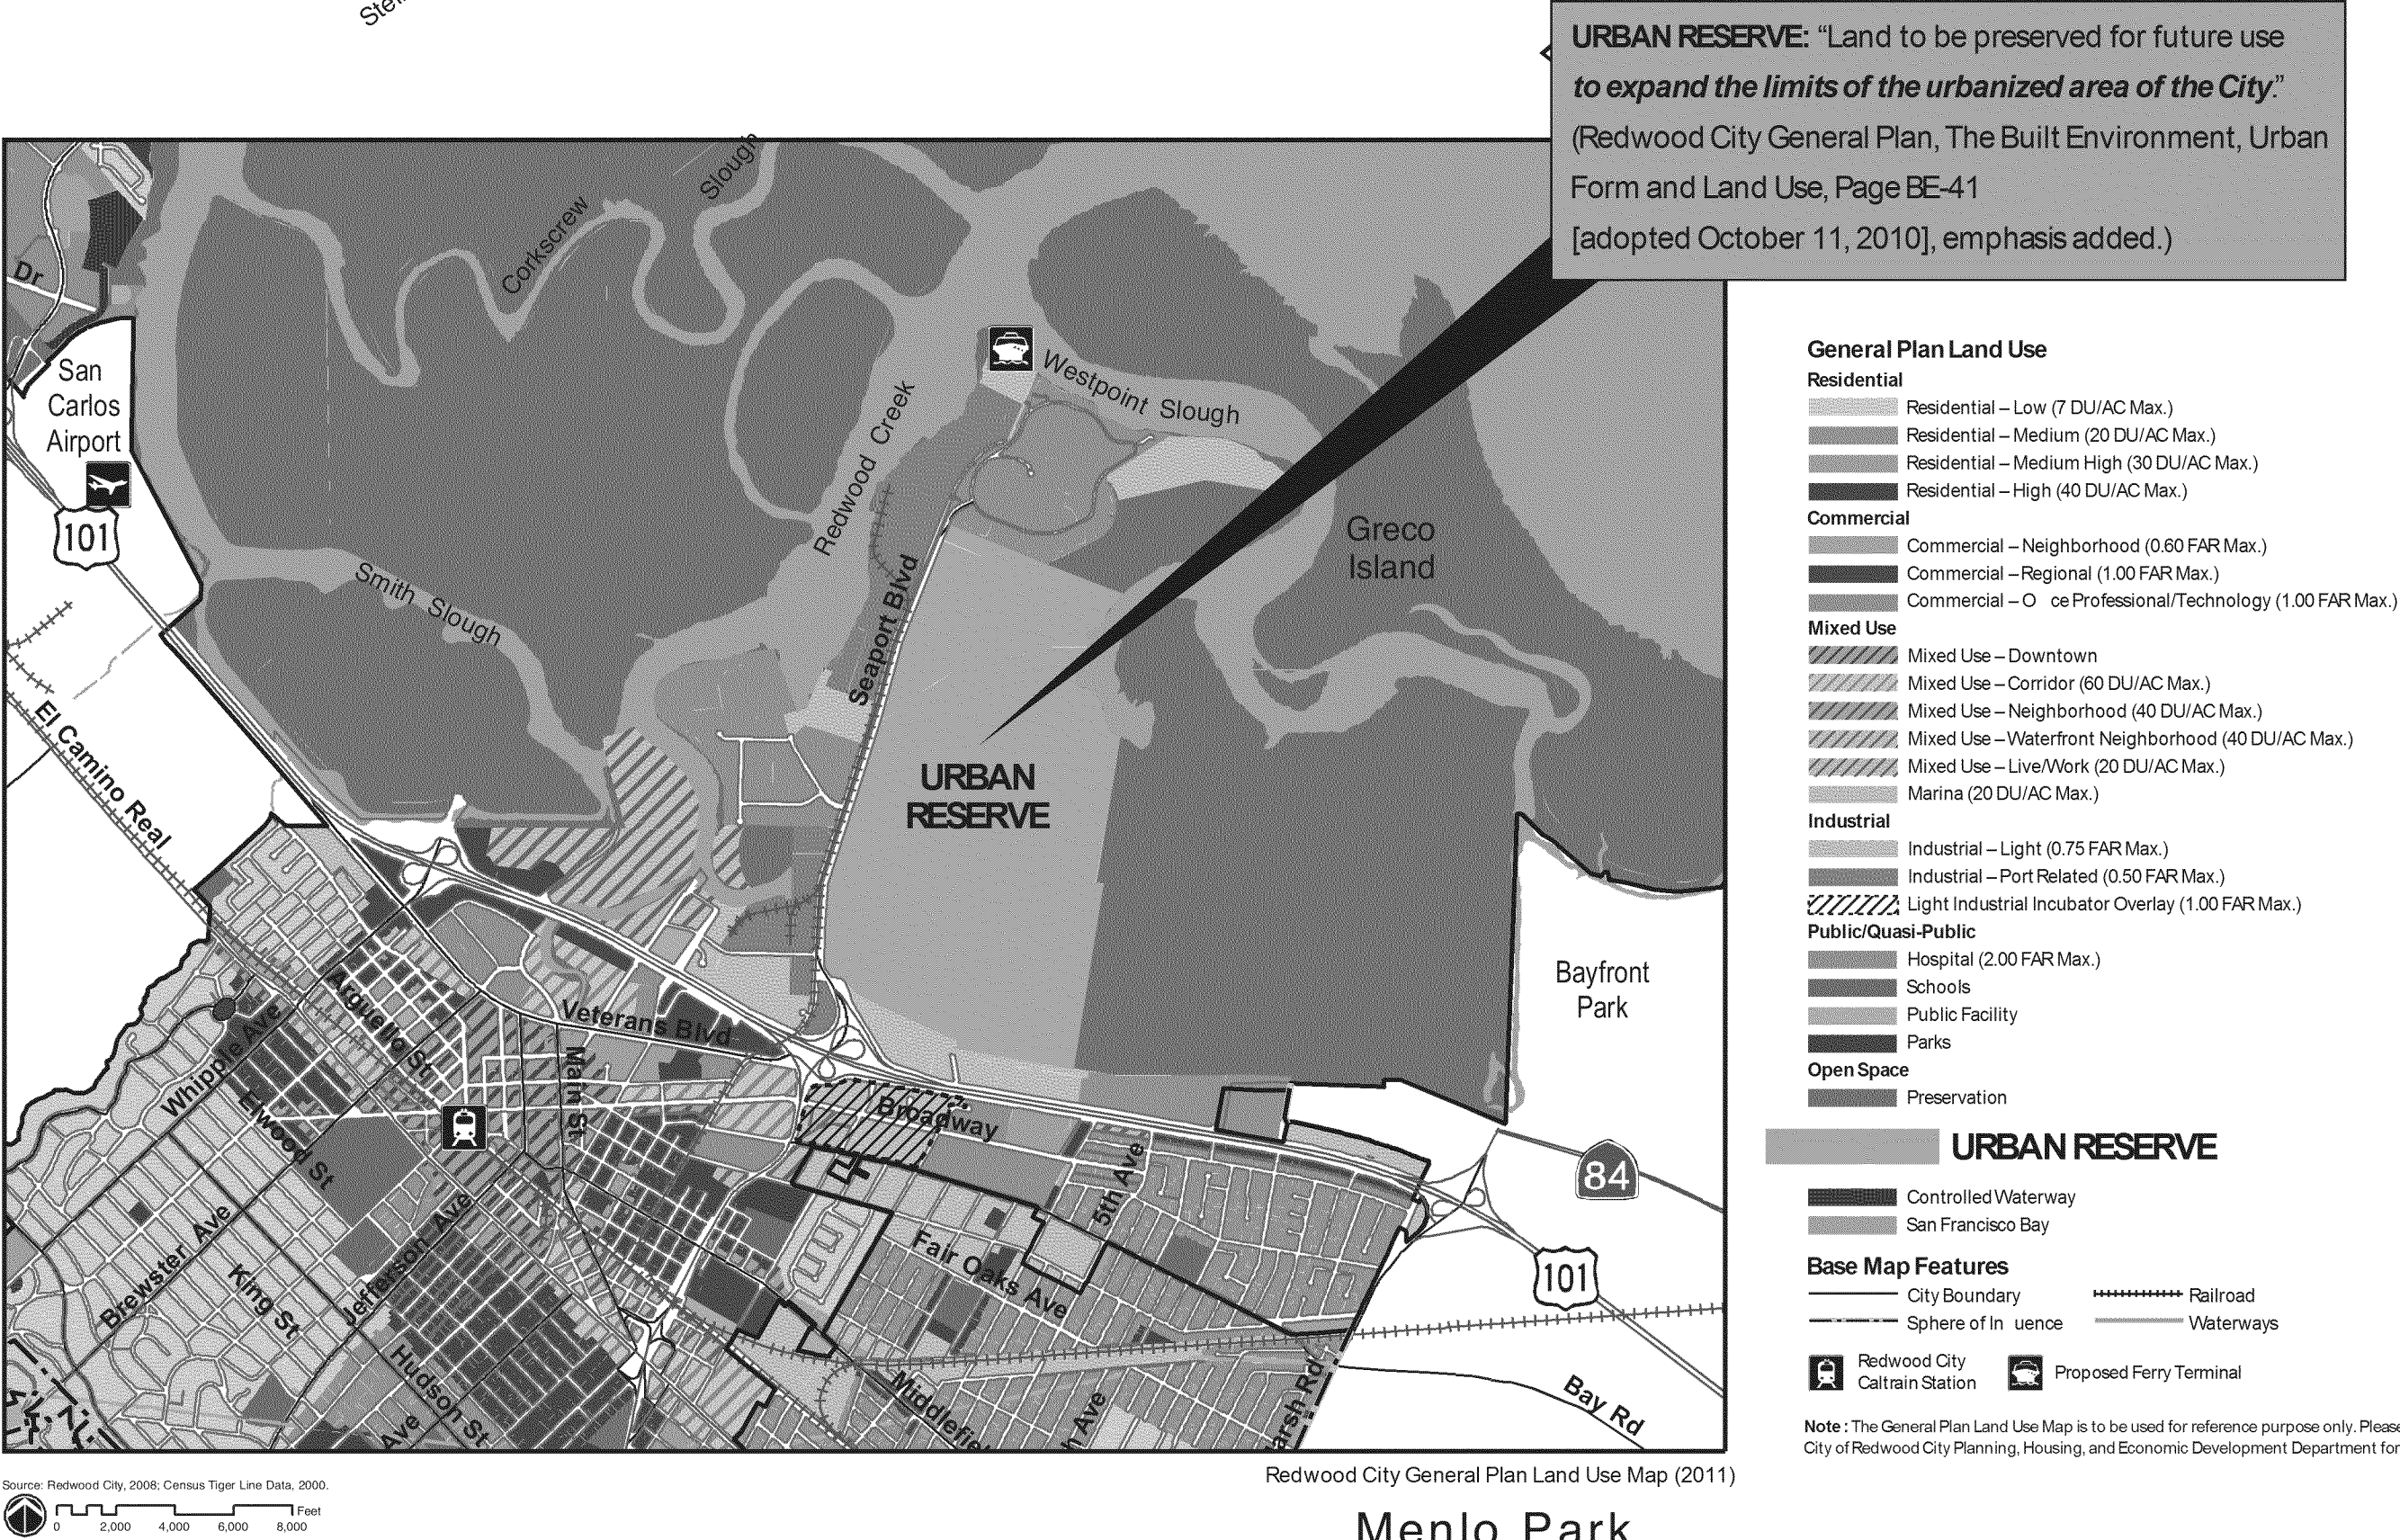 URBAN RESERVE: “Land to be preserved for future use
to expand the limits of the urbanized area of the City.”
(Redwood City General Plan, The Built Environment, Urban
Form and Land Use, Page BE-41
[adopted October 11, 2010], emphasis added.)
Slough
Corkscrew
Dr
San
Carlos
Airport
101
Westpoint Slough
Redwood Creek
Greco
Island
Smith Slough
Seaport Blvd
El Camino Real
URBAN
RESERVE
Bayfront
Park
Arguello St
Veterans Blvd
Whipple Ave
Main St
Elwood St
Broadway
5th Ave
84
Brewster Ave
Jefferson Ave
King St
Fair Oaks Ave
101
Hudson St
Ave
Middlefie
h Ave
arsh Rd
Bay Rd
General Plan Land Use
Residential
Residential – Low (7 DU/AC Max.)
Residential – Medium (20 DU/AC Max.)
Residential – Medium High (30 DU/AC Max.)
Residential – High (40 DU/AC Max.)
Commercial
Commercial – Neighborhood (0.60 FAR Max.)
Commercial – Regional (1.00 FAR Max.)
Commercial – O ce Professional/Technology (1.00 FAR Max.)
Mixed Use
Mixed Use – Downtown
Mixed Use – Corridor (60 DU/AC Max.)
Mixed Use – Neighborhood (40 DU/AC Max.)
Mixed Use – Waterfront Neighborhood (40 DU/AC Max.)
Mixed Use – Live/Work (20 DU/AC Max.)
Marina (20 DU/AC Max.)
Industrial
Industrial – Light (0.75 FAR Max.)
Industrial – Port Related (0.50 FAR Max.)
Light Industrial Incubator Overlay (1.00 FAR Max.)
Public/Quasi-Public
Hospital (2.00 FAR Max.)
Schools
Public Facility
Parks
Open Space
Preservation
URBAN RESERVE
Controlled Waterway
San Francisco Bay
Base Map Features
City Boundary
Railroad
Sphere of In uence
Waterways
Redwood City
Caltrain Station
Proposed Ferry Terminal
Note : The General Plan Land Use Map is to be used for reference purpose only. Please
City of Redwood City Planning, Housing, and Economic Development Department for
Redwood City General Plan Land Use Map (2011)
Source: Redwood City, 2008; Census Tiger Line Data, 2000.
Feet
0 2,000 4,000 6,000 8,000
Menlo Park